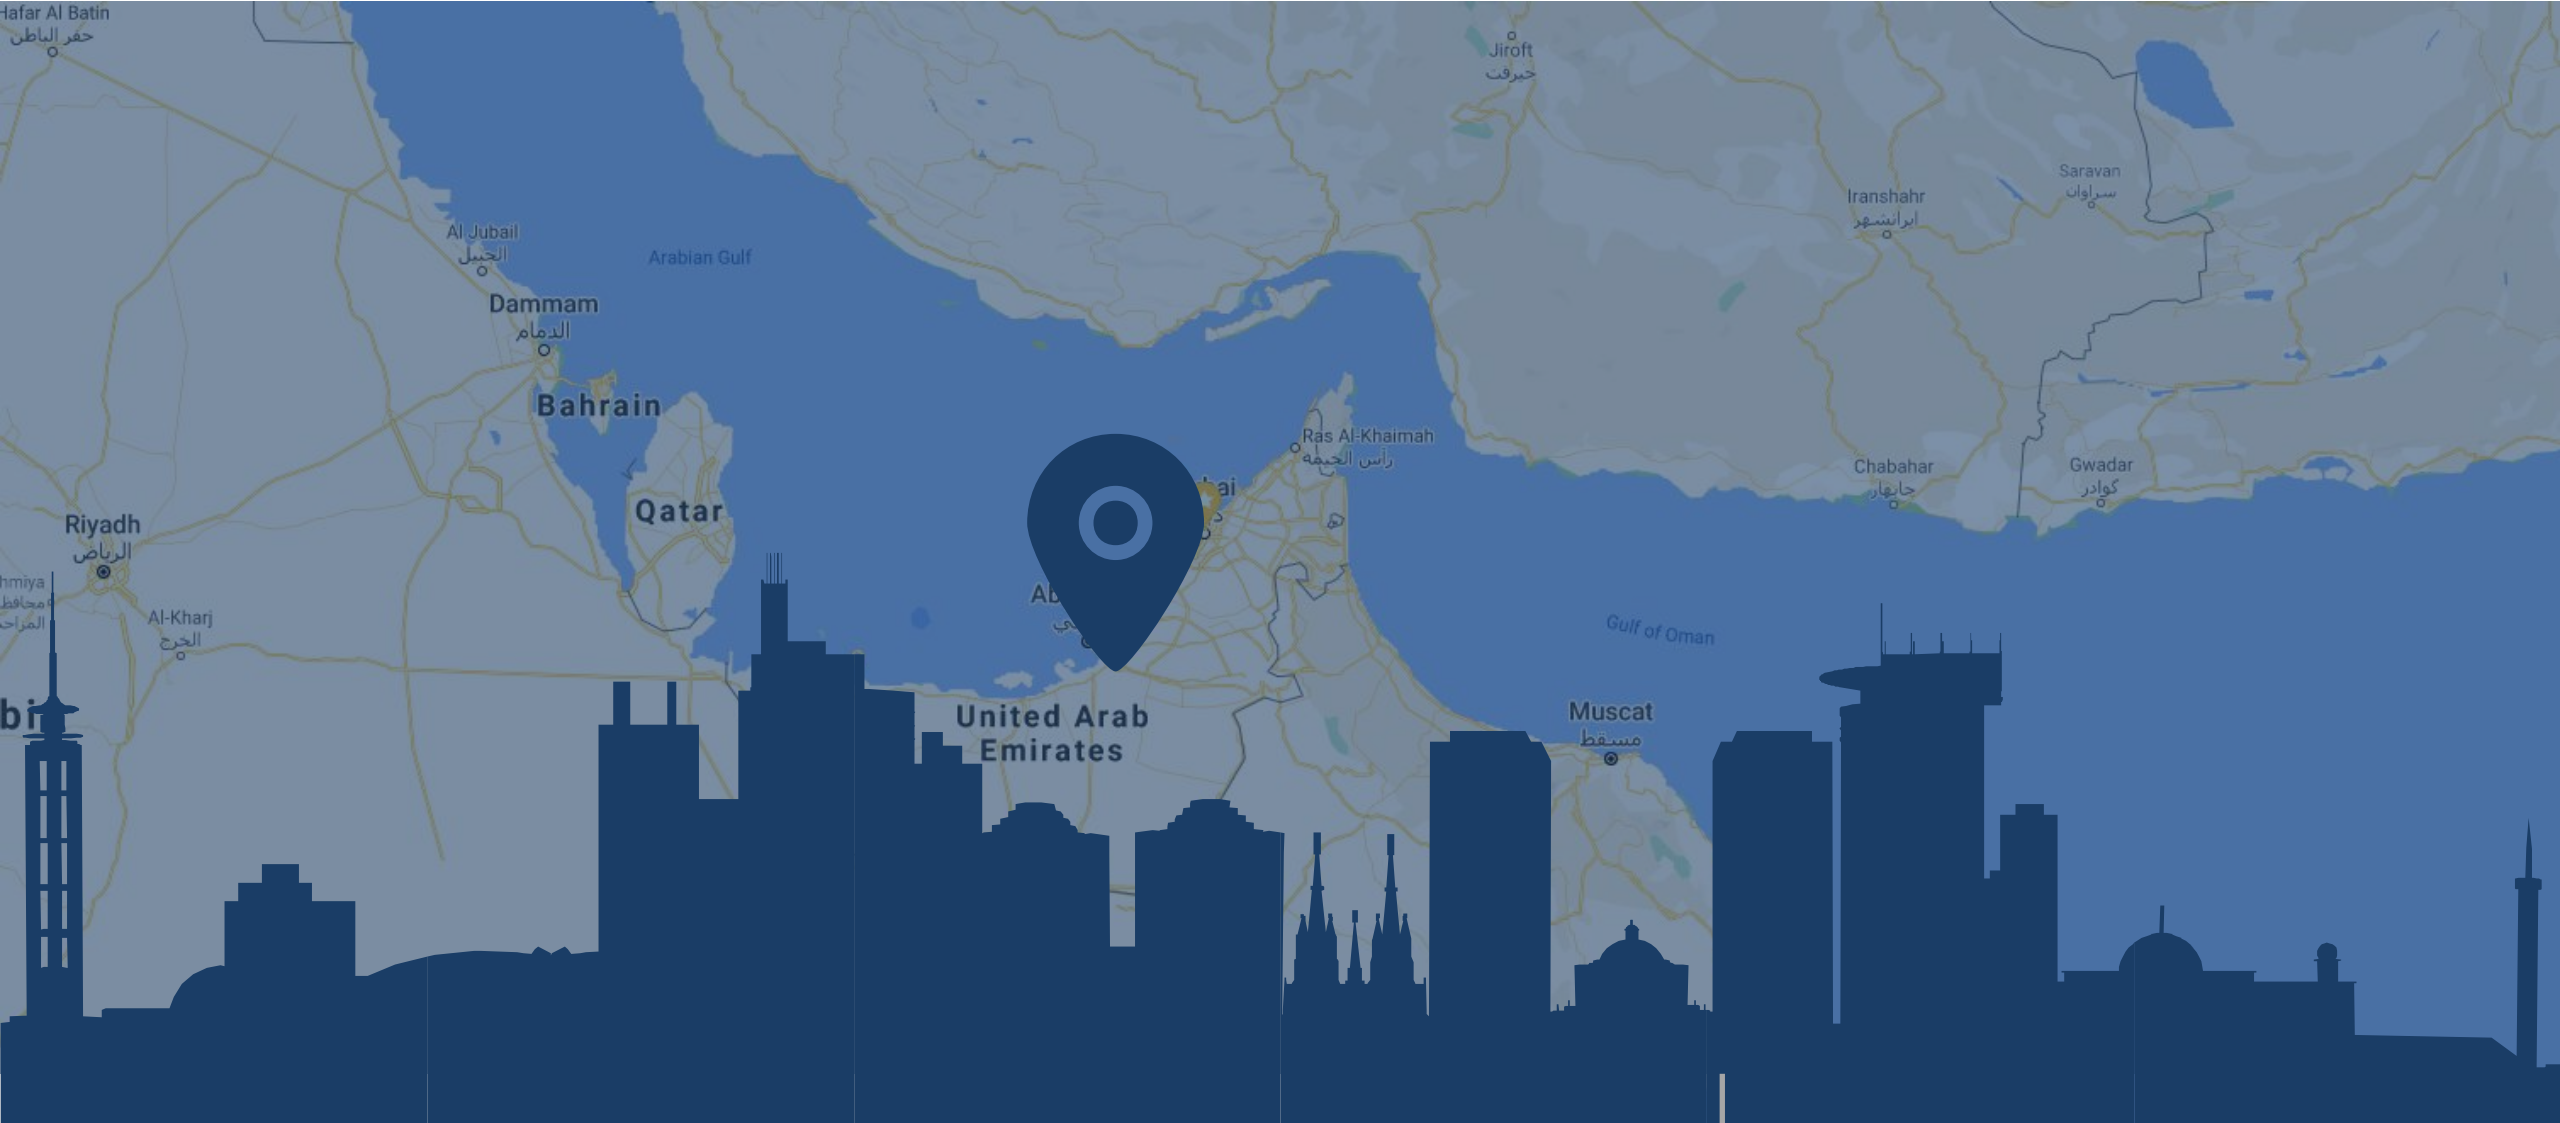 Hafar Al Batin
حفر الباطن
Jiroft
جیرفت
Saravan
سراوان
Iranshahr
ایرانشهر
Al Jubail
الجبيل
Arabian Gulf
Dammam
الدمام
Bahrain
Ras Al-Khaimah
رأس الخيمة
Chabahar
چابهار
Gwadar
گوادر
Qatar
Riyadh
الرياض
Al-Kharj
الخرج
Gulf of Oman
United Arab
Emirates
Muscat
مسقط